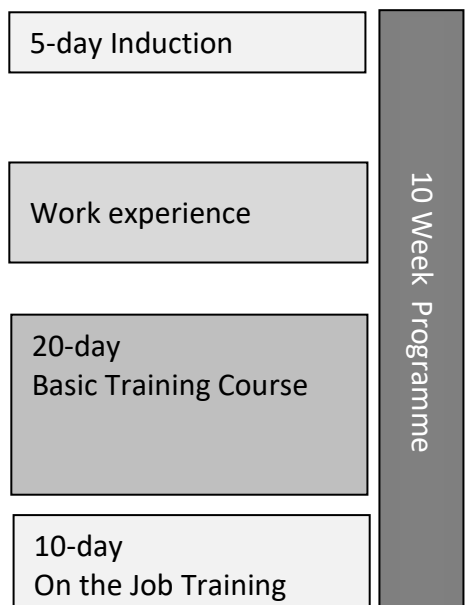 5-day Induction
Work experience
20-day
Basic Training Course
10-day
On the Job Training
10 Week Programme